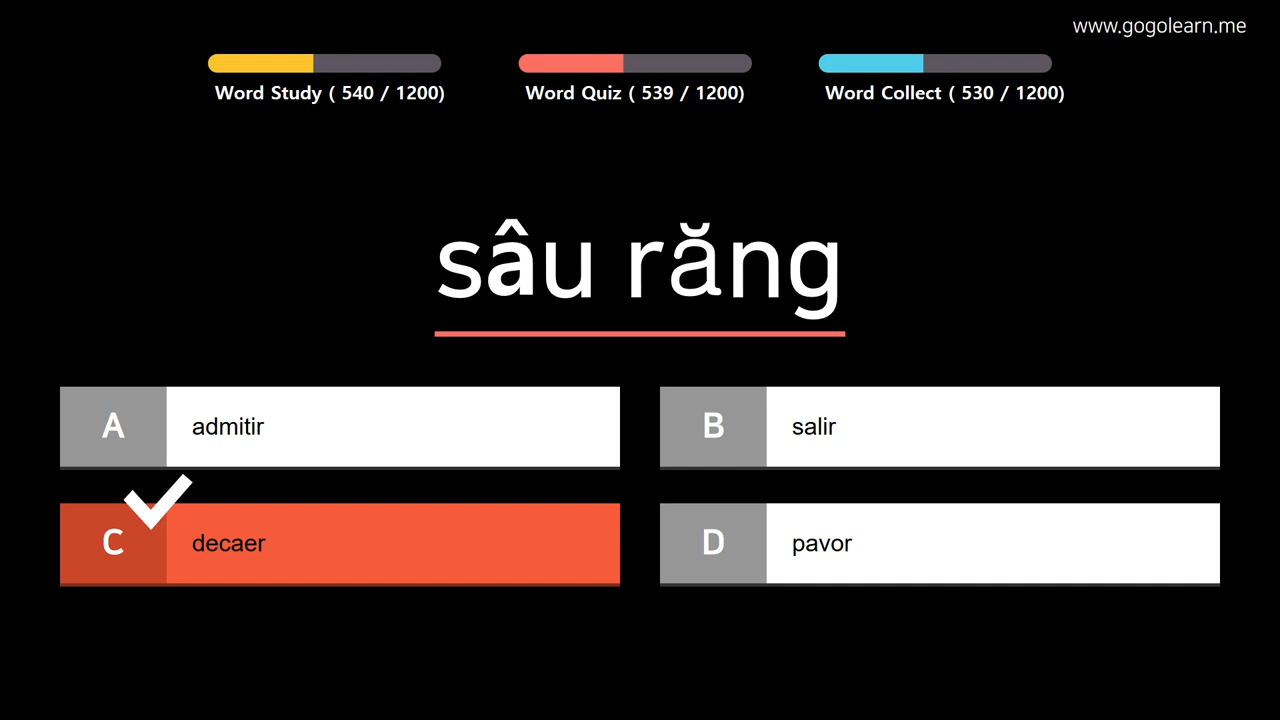 www.gogolearn.me
Word Study ( 540 / 1200)
Word Quiz ( 539 / 1200)
Word Collect ( 530 / 1200)
sâu răng
A admitir
B salir
C decaer
D pavor